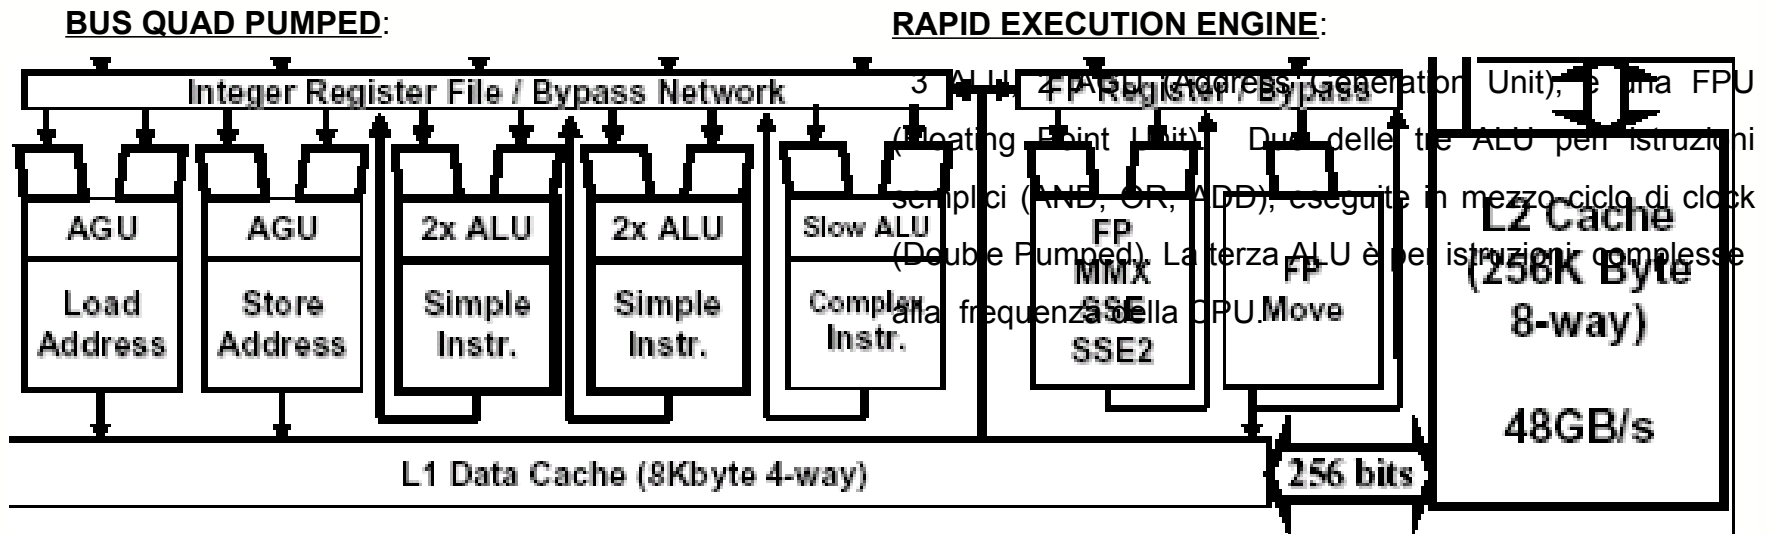 BUS QUAD PUMPED:
RAPID EXECUTION ENGINE:
3 ALU, 2 AGU (Address Generation Unit), e una FPU
(Floating Point Unit). Due delle tre ALU perr istruzioni
semplici (AND, OR, ADD), eseguite in mezzo ciclo di clock
(Double Pumped). La terza ALU è per istruzioni complesse
alla frequenza della CPU.
Integer Register File / Bypass Network
FP Register / Bypass
AGU
Load
Address
AGU
Store
Address
2x ALU
Simple
Instr.
2x ALU
Simple
Instr.
Slow ALU
Complex
Instr.
FP
MMX
SSE
SSE2
FP
Move
L2 Cache
(256K Byte
8-way)
48GB/s
L1 Data Cache (8Kbyte 4-way)
256 bits